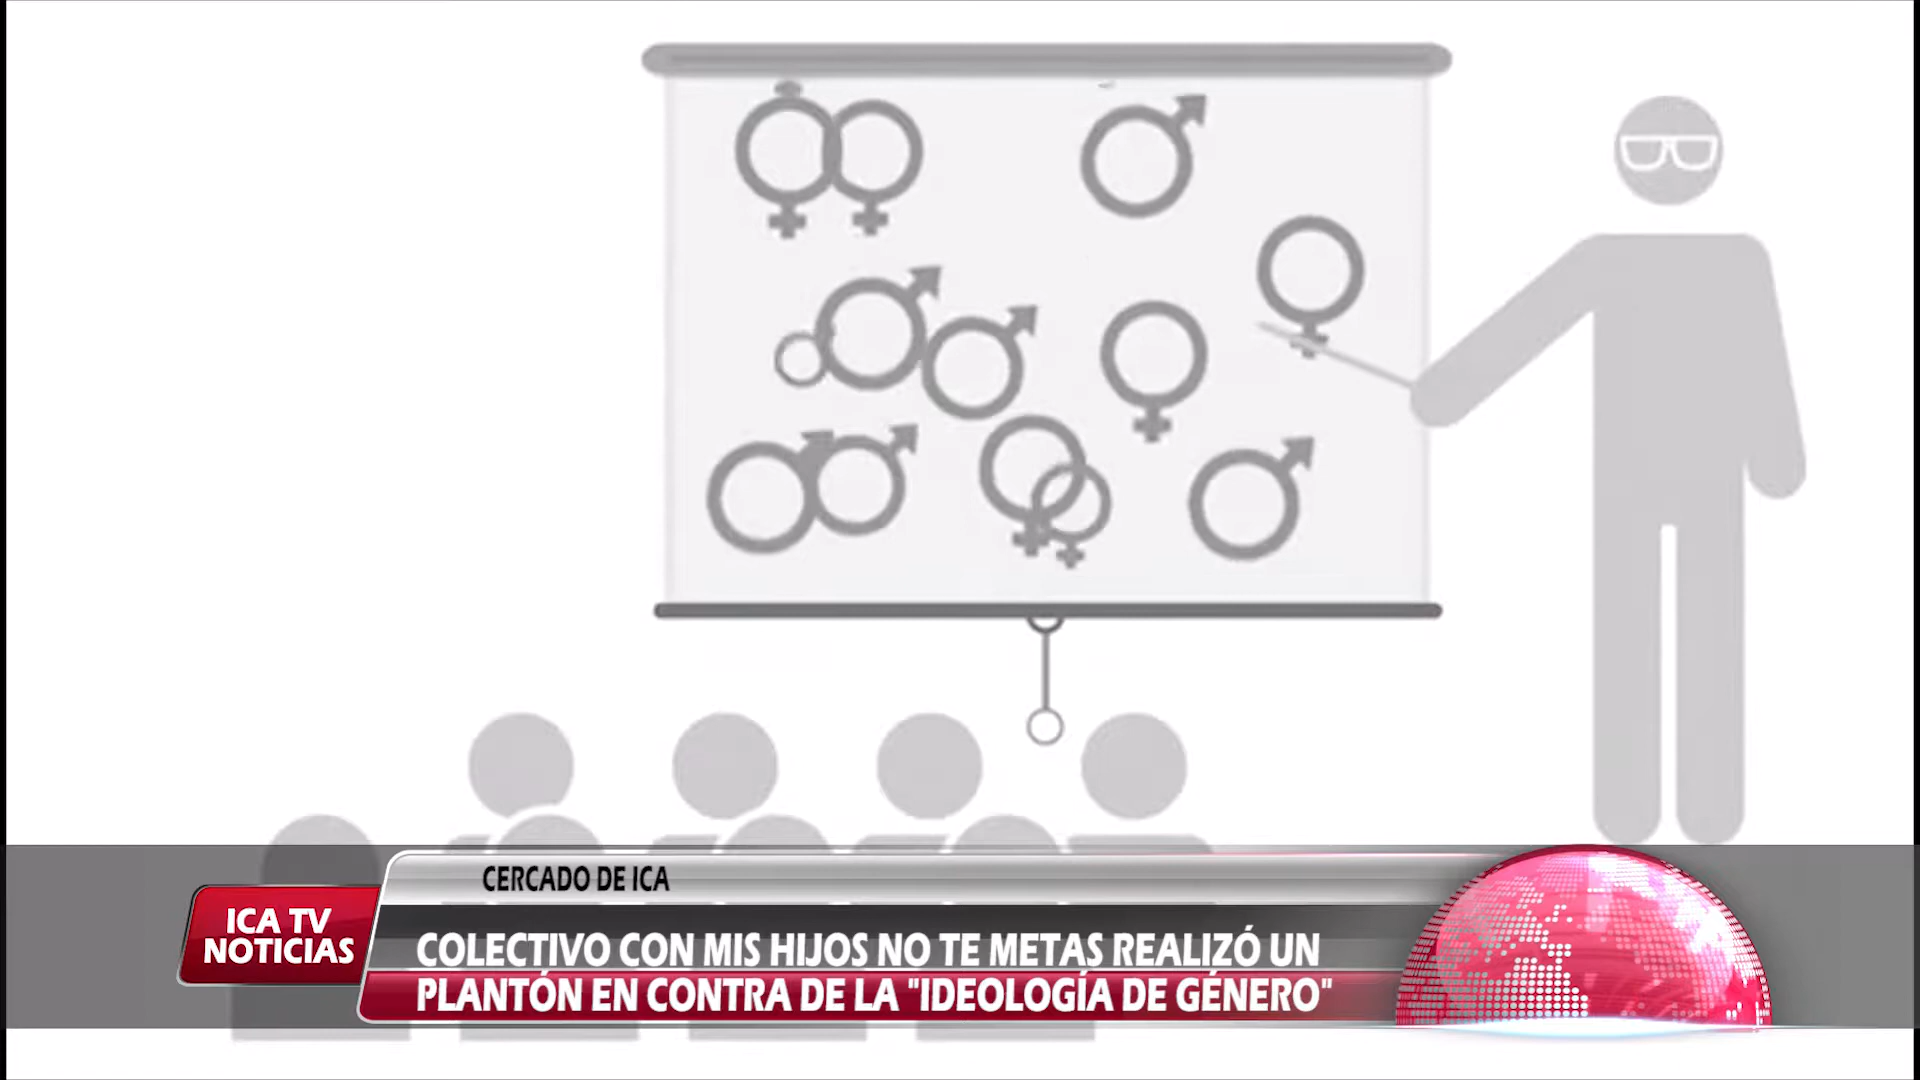 CERCADO DE ICA
ICA TV
NOTICIAS
COLECTIVO CON MIS HIJOS NO TE METAS REALIZÓ UN
PLANTÓN EN CONTRA DE LA "IDEOLOGÍA DE GÉNERO"